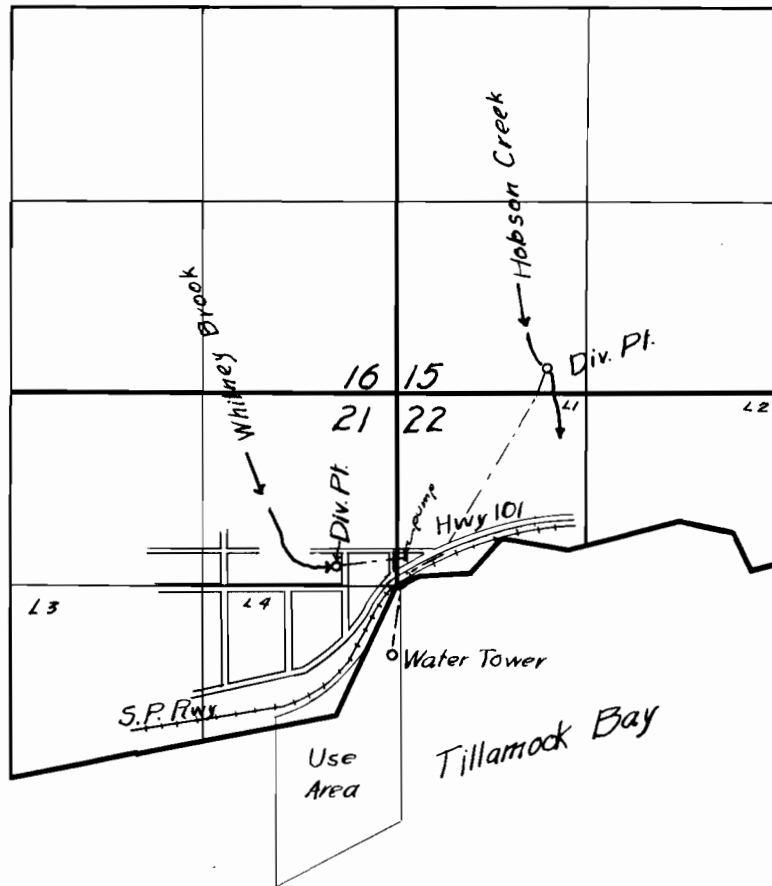 Hobson Creek
Whitney Brook
16 15
21 22
Div. Pt.
L1
L2
Div. Pt.
pump
Hwy 101
L3
L4
Water Tower
S.P. Rwy
Use
Area
Tillamook Bay